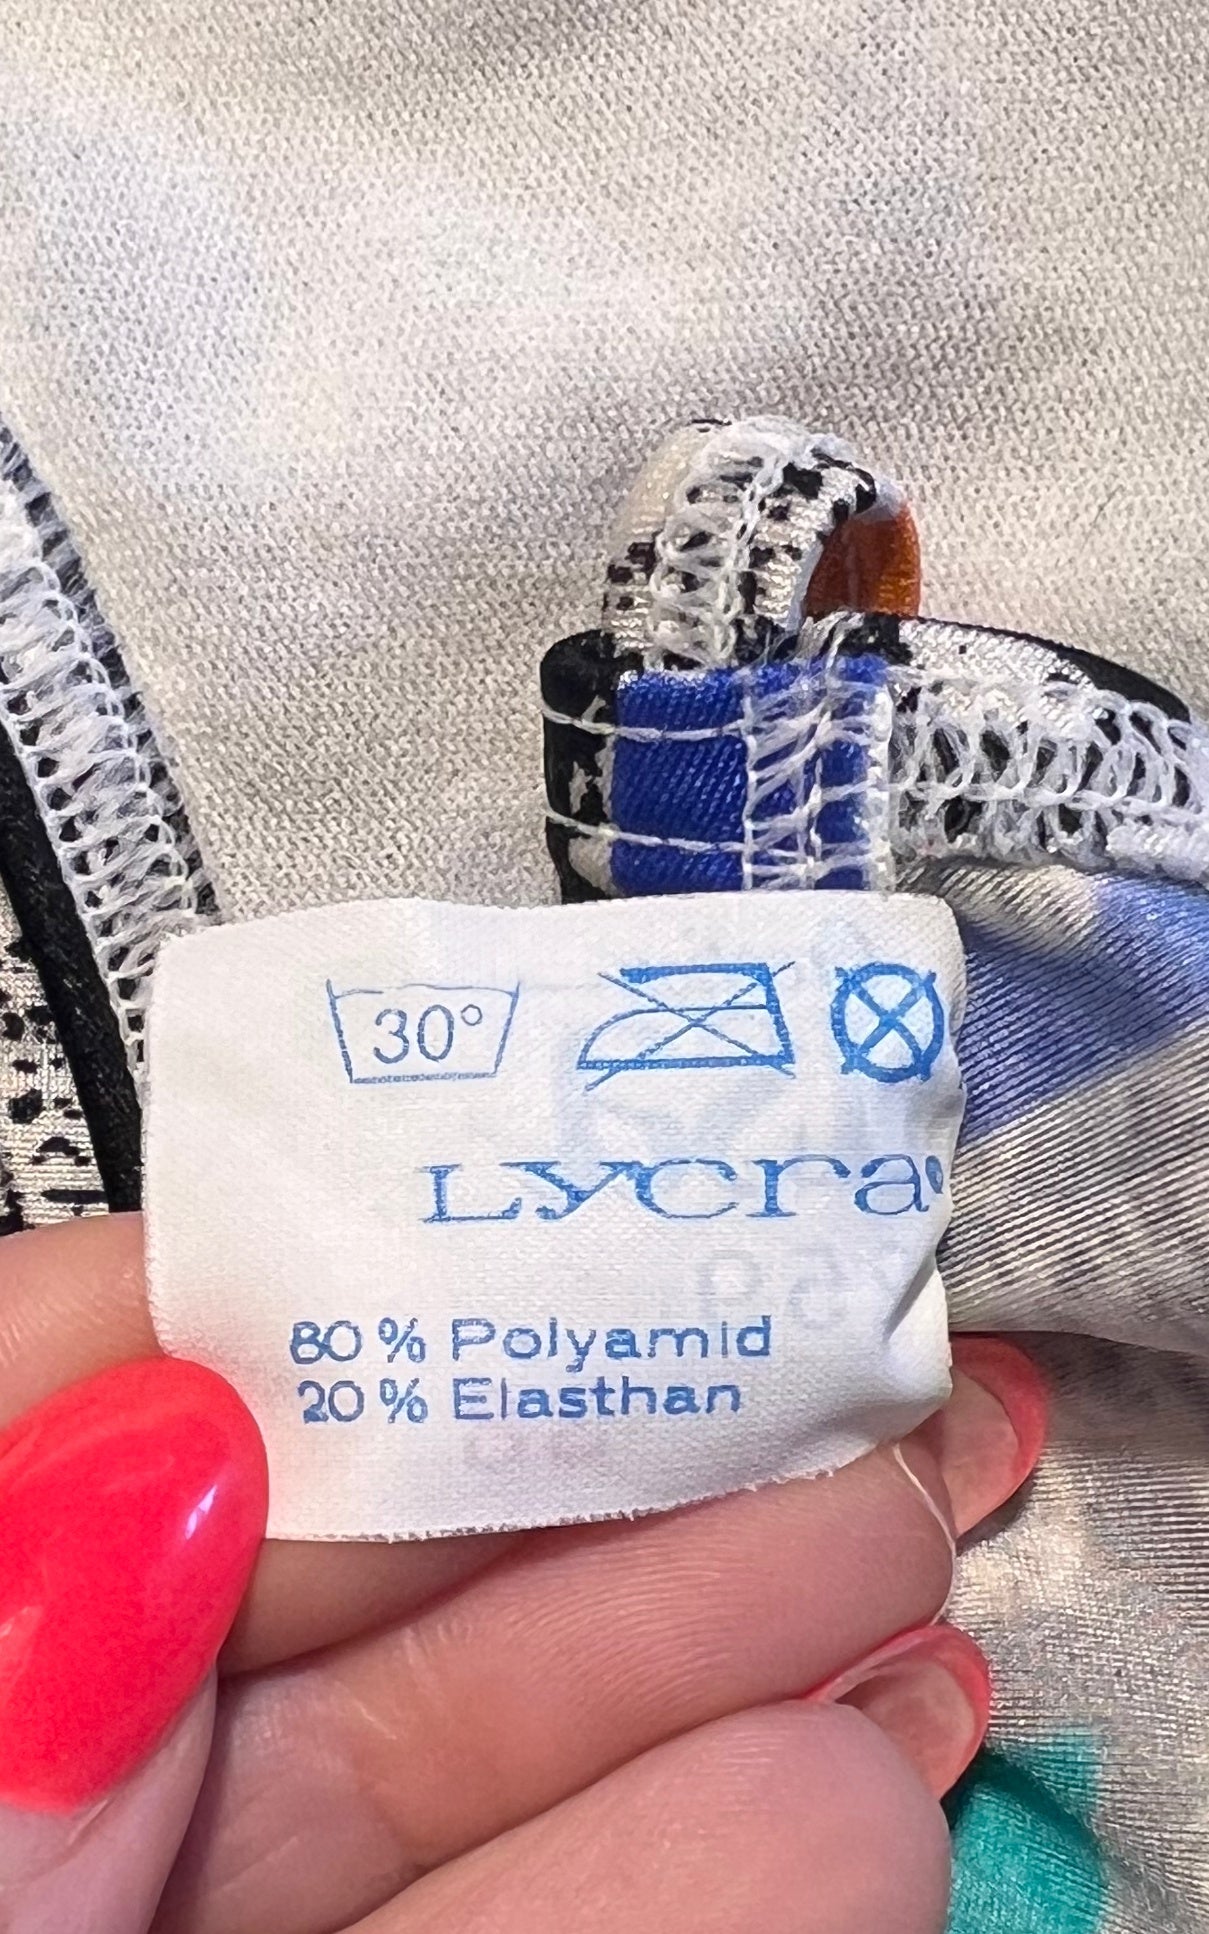 30°
Lycra®
80 % Polyamid
20 % Elasthan